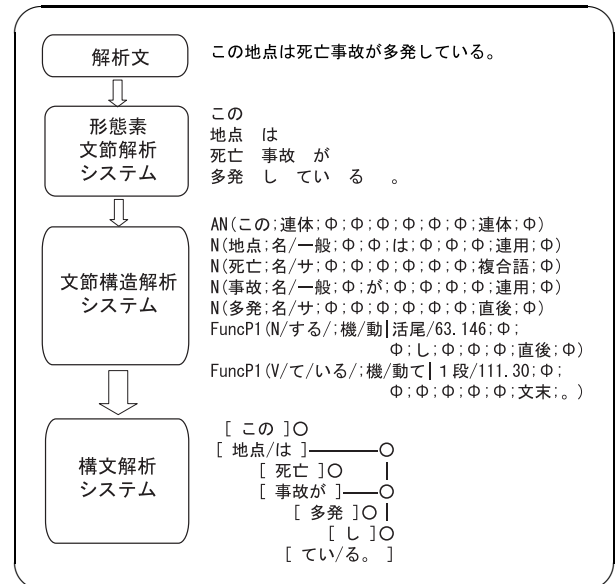 解析文
この地点は死亡事故が多発している。
形態素
文節解析
システム
この
地点 は
死亡 事故 が
多発 し てい る 。
文節構造解析
システム
AN(この;連体;Φ;Φ;Φ;Φ;Φ;Φ;連体;Φ)
N(地点;名/一般;Φ;Φ;は;Φ;Φ;Φ;連用;Φ)
N(死亡;名/サ;Φ;Φ;Φ;Φ;Φ;Φ;複合語;Φ)
N(事故;名/一般;Φ;が;Φ;Φ;Φ;Φ;連用;Φ)
N(多発;名/サ;Φ;Φ;Φ;Φ;Φ;Φ;直後;Φ)
FuncP1(N/する/;機/動|活尾/63.146;Φ;
Φ;し;Φ;Φ;Φ;直後;Φ)
FuncP1(V/て/いる/;機/動て|1段/111.30;Φ;
Φ;Φ;Φ;Φ;Φ;文末;。)
構文解析
システム
[ この ]○
[ 地点/は ]―――○
[ 死亡 ]○ |
[ 事故が ]――○
[ 多発 ]○ |
[ し ]○
[ てい/る。 ]